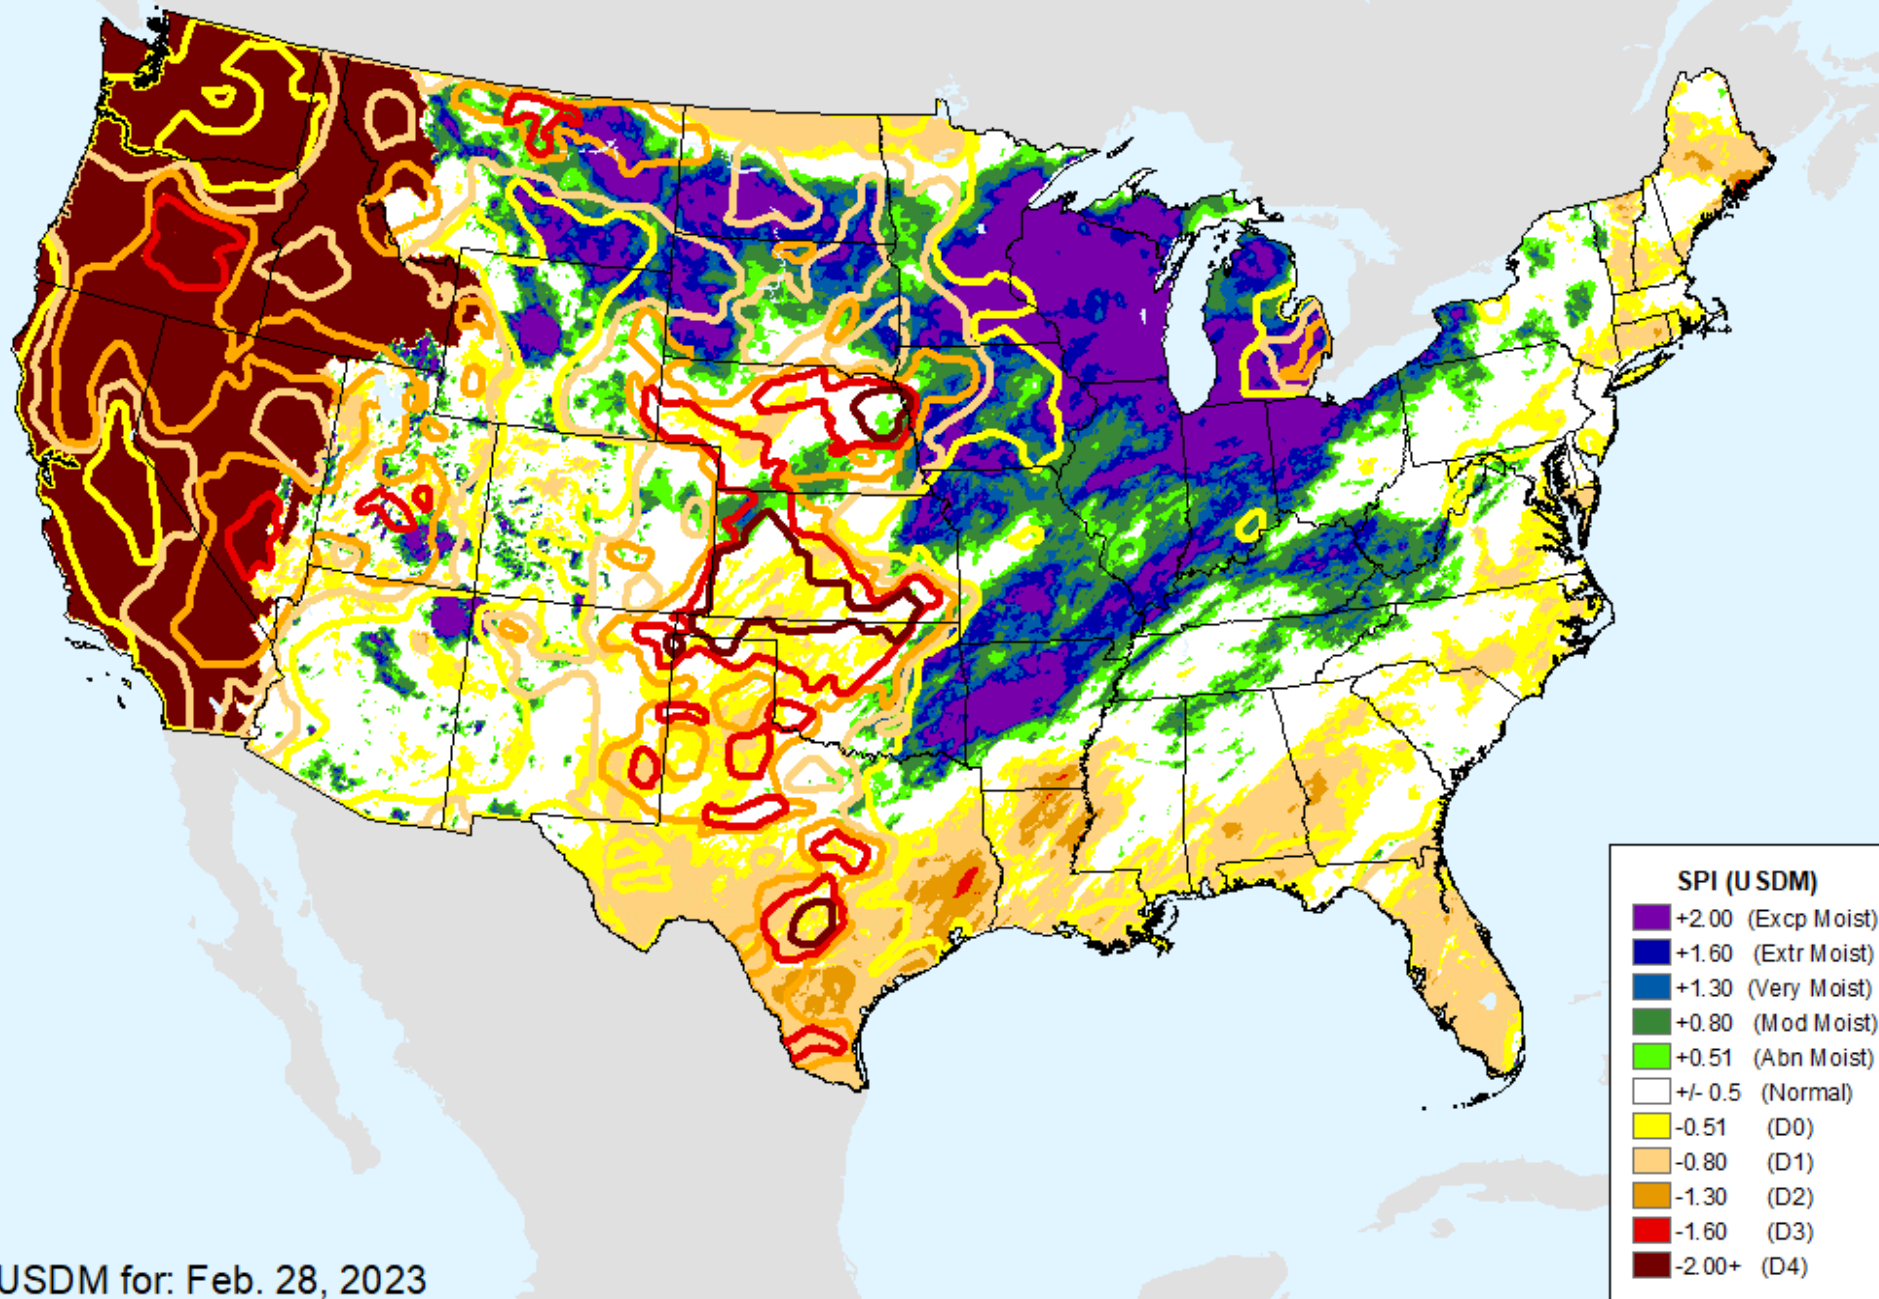 SPI (USDM)
+2.00 (Excp Moist)
+1.60 (Extr Moist)
+1.30 (Very Moist)
+0.80 (Mod Moist)
+0.51 (Abn Moist)
+/- 0.5 (Normal)
-0.51 (D0)
-0.80 (D1)
-1.30 (D2)
-1.60 (D3)
-2.00+ (D4)
USDM for: Feb. 28, 2023